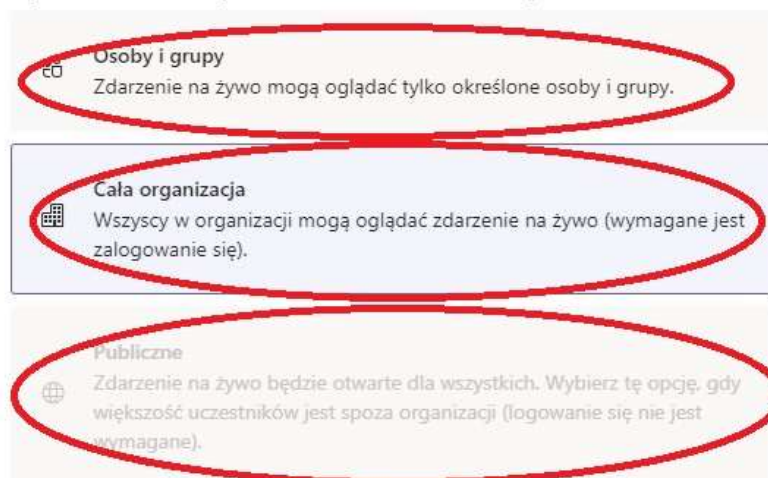 Osoby i grupy
Zdarzenie na żywo mogą oglądać tylko określone osoby i grupy.
Cała organizacja
Wszyscy w organizacji mogą oglądać zdarzenie na żywo (wymagane jest
zalogowanie się).
Publiczne
Zdarzenie na żywo będzie otwarte dla wszystkich. Wybierz tę opcję, gdy
większość uczestników jest spoza organizacji (logowanie się nie jest
wymagane).